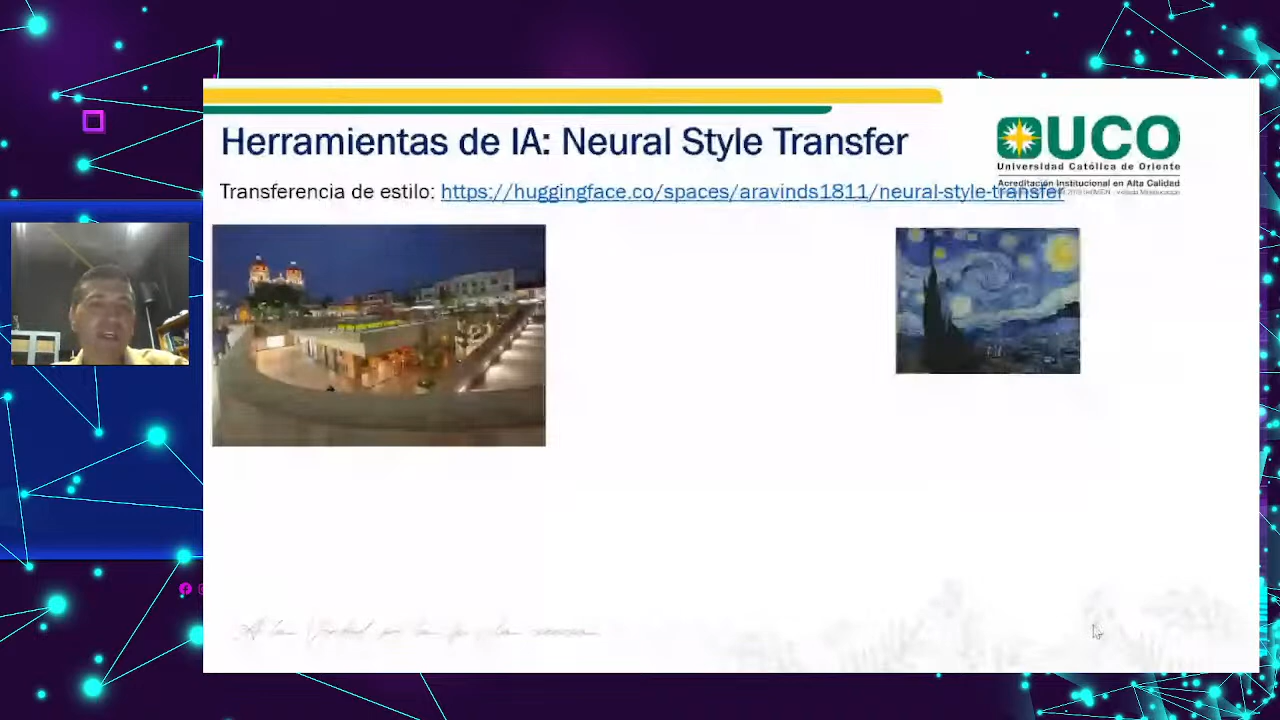 Herramientas de IA: Neural Style Transfer
UCO
Universidad Católica de Oriente
Acreditación Institucional en Alta Calidad
Transferencia de estilo: https://huggingface.co/spaces/aravinds1811/neural-style-transfer